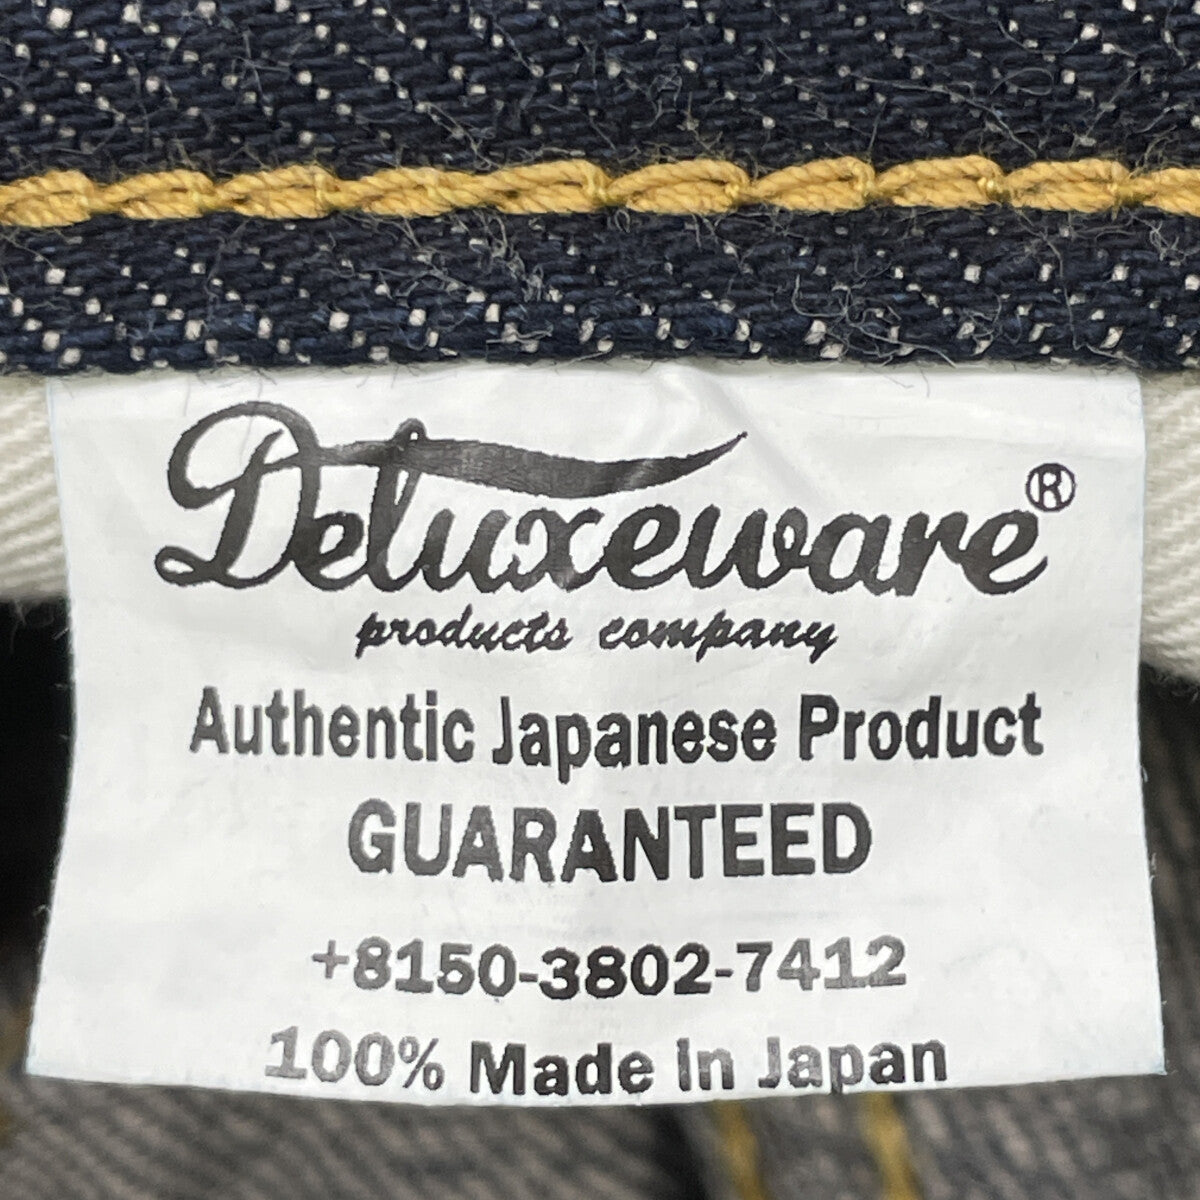 Deluxeware®
products company
Authentic Japanese Product
GUARANTEED
+8150-3802-7412
100% Made In Japan